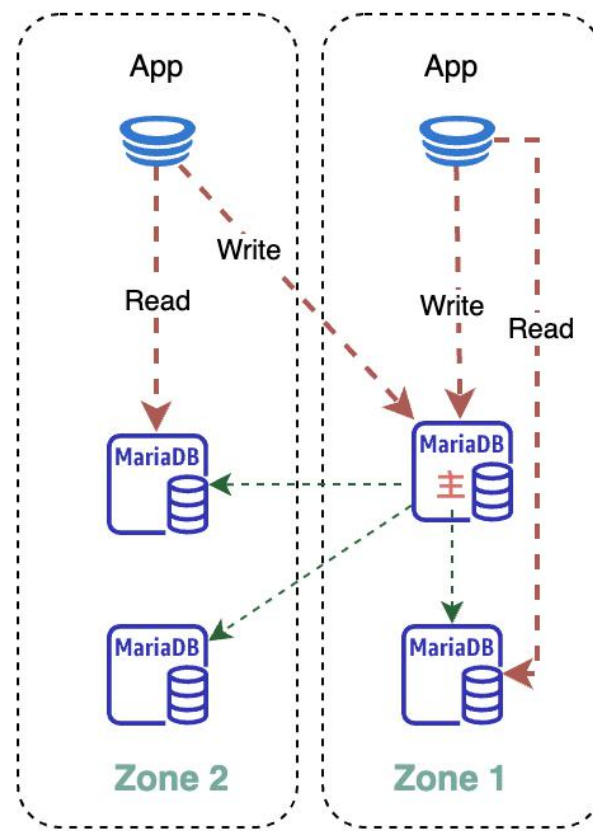 App
App
Write
Read
Write
Read
MariaDB
MariaDB
主
MariaDB
MariaDB
Zone 2
Zone 1